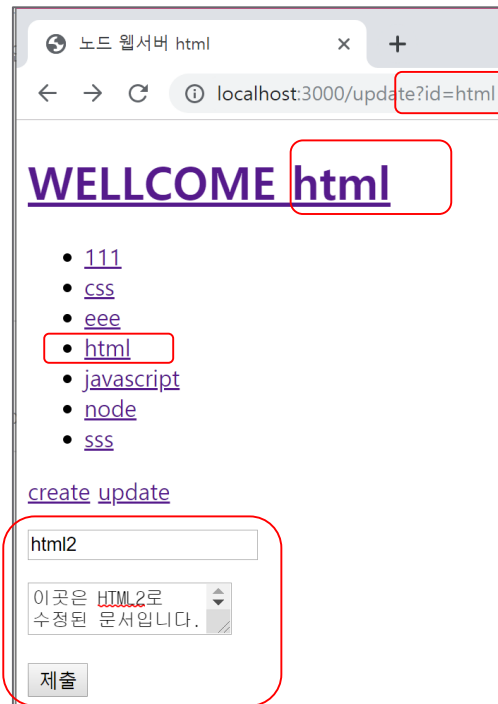 노드 웹서버 html
localhost:3000/update?id=html
WELLCOME html
111
css
eee
html
javascript
node
sss
create update
html2
이곳은 HTML2로
수정된 문서입니다.
제출